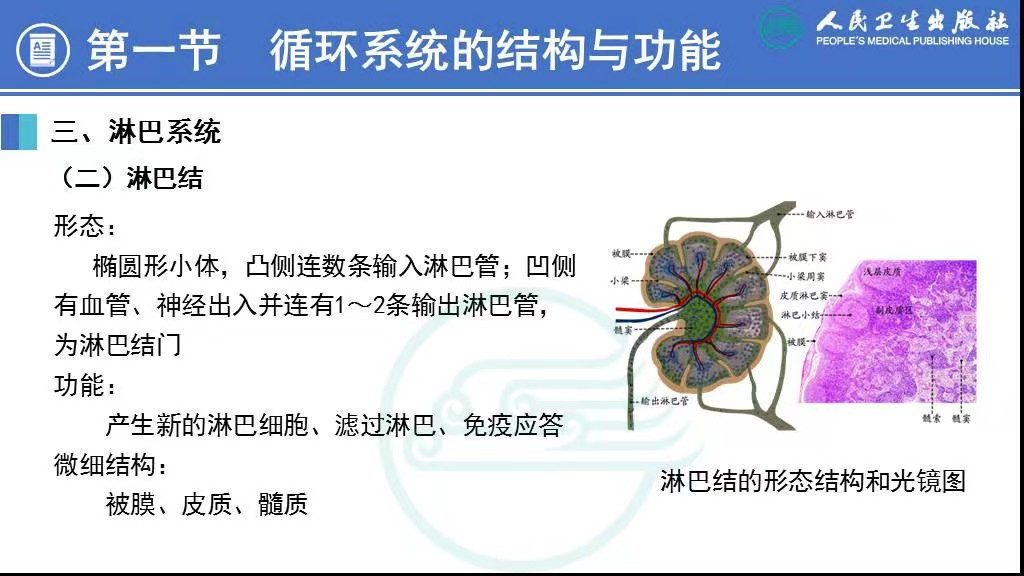 第一节 循环系统的结构与功能
人民卫生出版社
PEOPLE'S MEDICAL PUBLISHING HOUSE
三、淋巴系统
（二）淋巴结
形态：
椭圆形小体，凸侧连数条输入淋巴管；凹侧
有血管、神经出入并连有1～2条输出淋巴管，
为淋巴结门
功能：
产生新的淋巴细胞、滤过淋巴、免疫应答
微细结构：
被膜、皮质、髓质
输入淋巴管
被膜
小梁
髓窦
输出淋巴管
被膜下窦
小梁周窦
皮质淋巴窦
淋巴小结
被膜
浅层皮质
副皮质区
髓索
髓窦
淋巴结的形态结构和光镜图